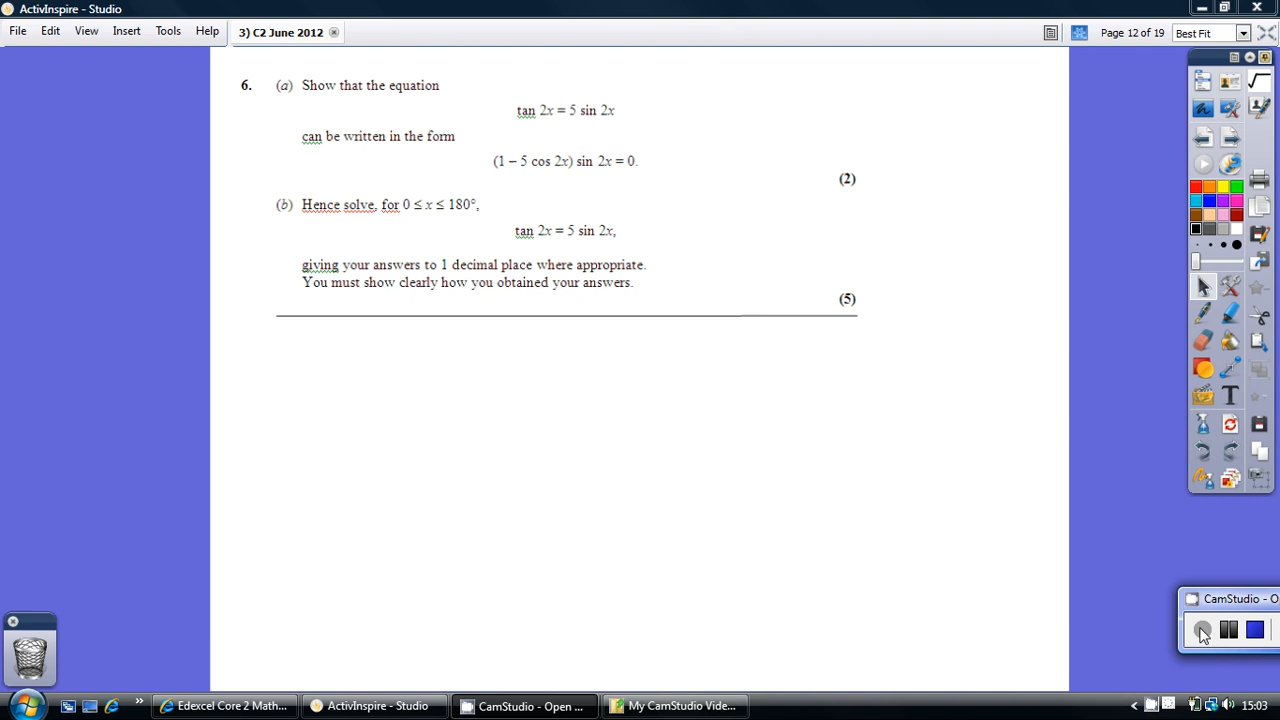 ActivInspire - Studio
File Edit View Insert Tools Help
3) C2 June 2012
Page 12 of 19
Best Fit
6. (a) Show that the equation
tan 2x = 5 sin 2x
can be written in the form
(1 – 5 cos 2x) sin 2x = 0.
(2)
(b) Hence solve, for 0 ≤ x ≤ 180°,
tan 2x = 5 sin 2x,
giving your answers to 1 decimal place where appropriate.
You must show clearly how you obtained your answers.
(5)
CamStudio - O
Edexcel Core 2 Math...
ActivInspire - Studio
CamStudio - Open ...
My CamStudio Vide...
15:03